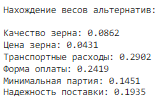 Нахождение весов альтернатив:
Качество зерна: 0.0862
Цена зерна: 0.0431
Транспортные расходы: 0.2902
Форма оплаты: 0.2419
Минимальная партия: 0.1451
Надежность поставки: 0.1935